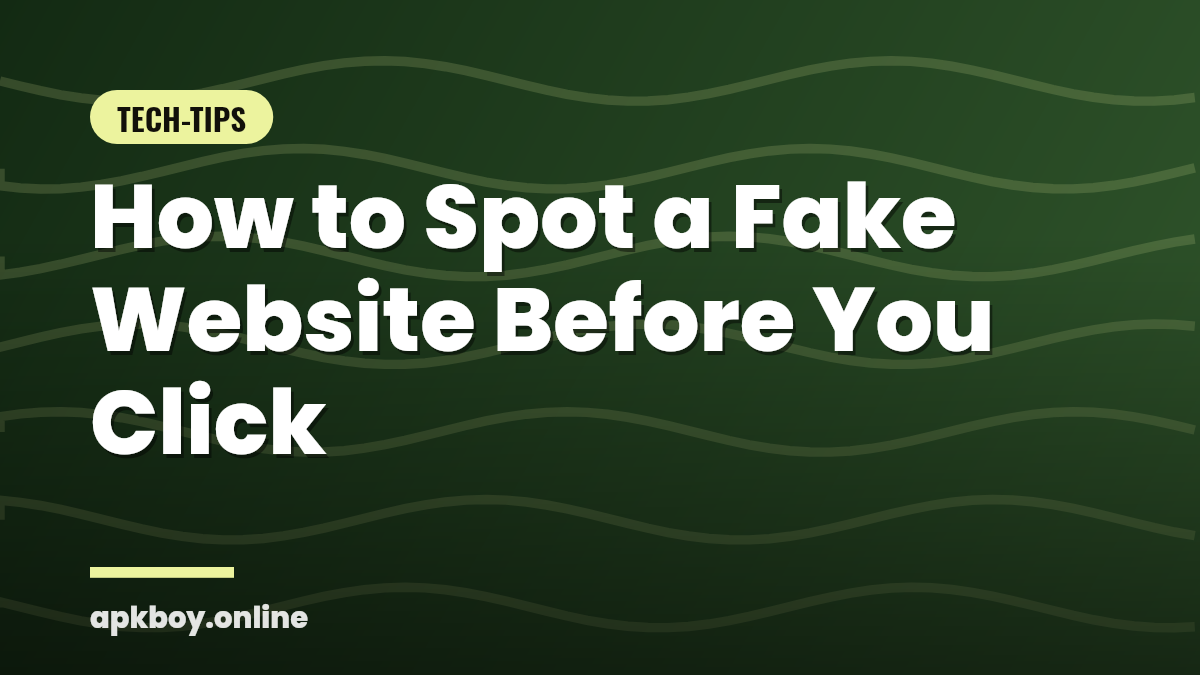 TECH-TIPS
How to Spot a Fake
Website Before You
Click
apkboy.online